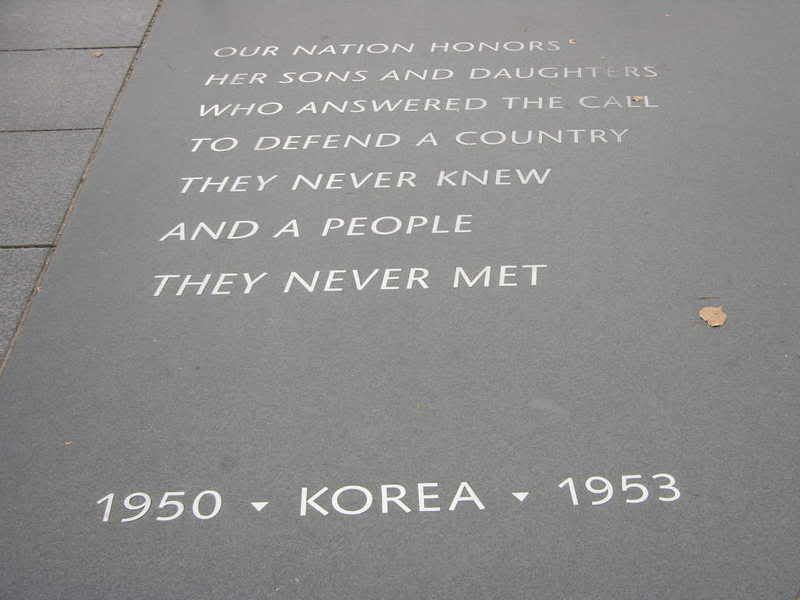 OUR NATION HONORS
HER SONS AND DAUGHTERS
WHO ANSWERED THE CALL
TO DEFEND A COUNTRY
THEY NEVER KNEW
AND A PEOPLE
THEY NEVER MET
1950 ▾ KOREA ▾ 1953